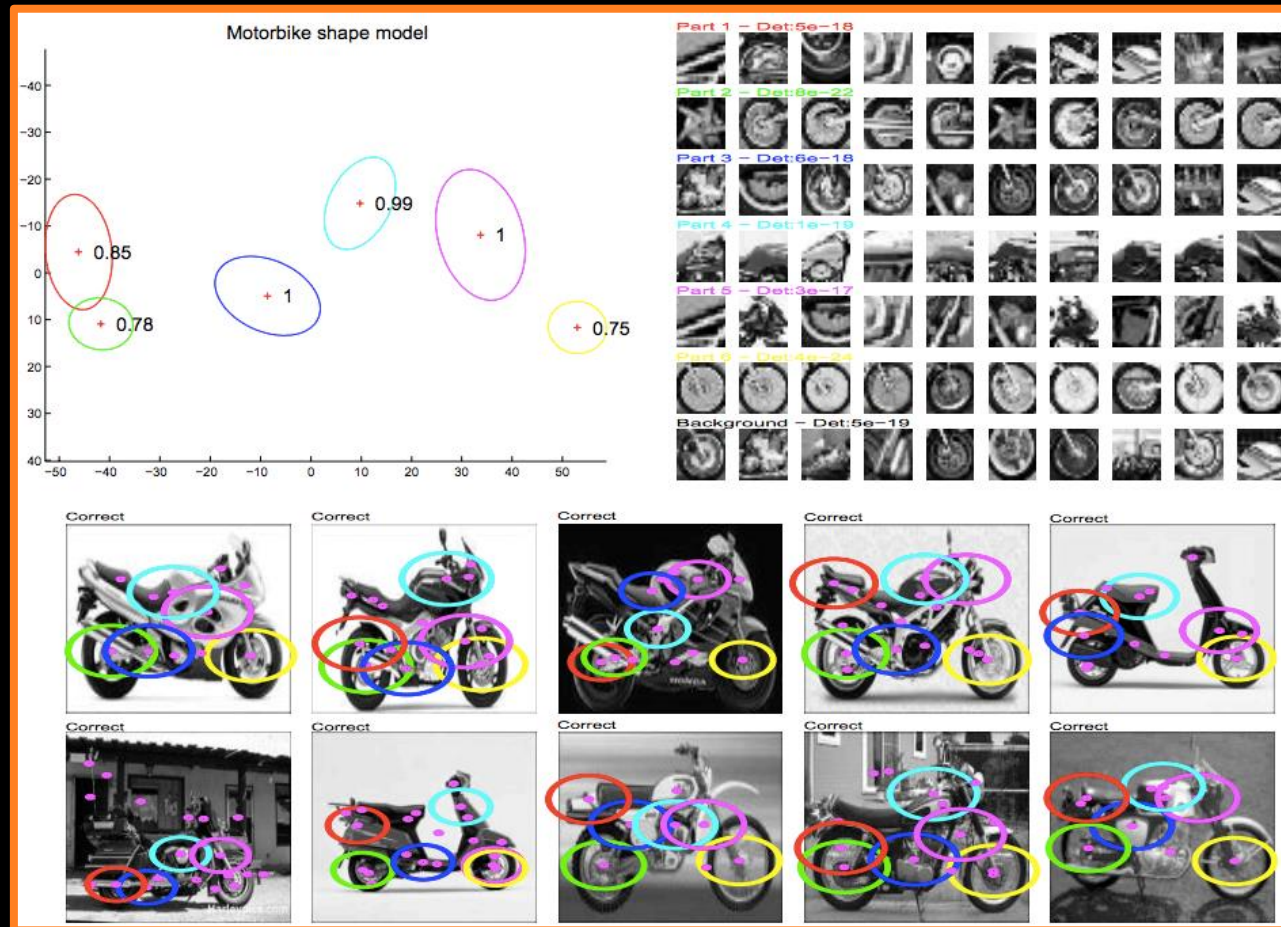 Motorbike shape model
−40
−30
−20
−10
0
10
20
30
40
−50
−40
−30
−20
−10
0
10
20
30
40
50
0.85
0.78
1
0.99
1
0.75
Part 1 − Det:5e−18
Part 2 − Det:8e−22
Part 3 − Det:6e−18
Part 4 − Det:1e−19
Part 5 − Det:3e−17
Part 6 − Det:4e−24
Background − Det:5e−19
Correct
Correct
Correct
Correct
Correct
HONDA
Correct
Correct
Correct
Correct
Correct